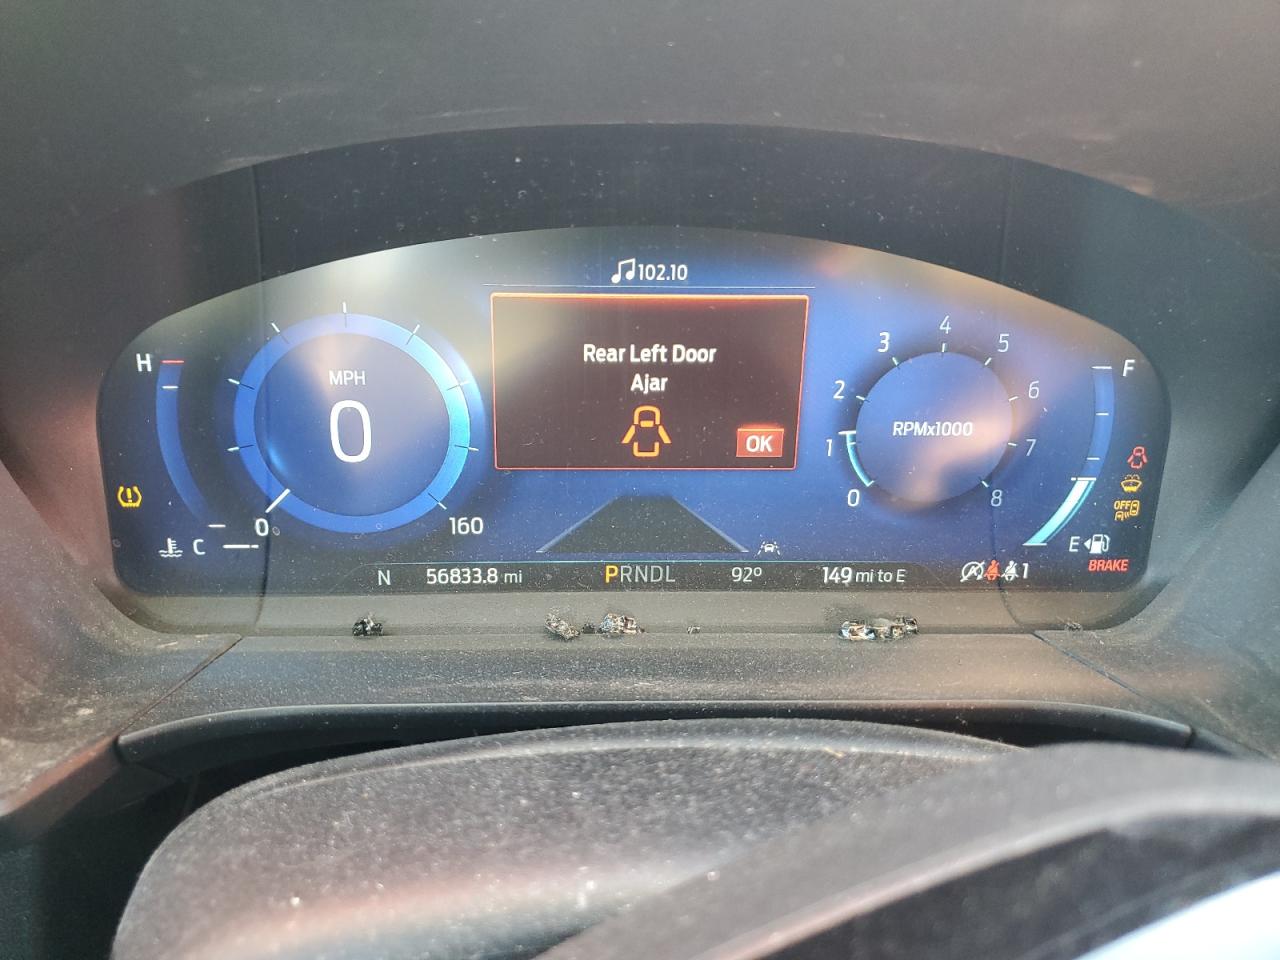 102.10
Rear Left Door
Ajar
OK
H
C
MPH
0
0
160
0
1
2
3
4
5
6
7
8
RPMx1000
F
E
OFF
BRAKE
N
56833.8 mi
PRNDL
92º
149 mi to E
1